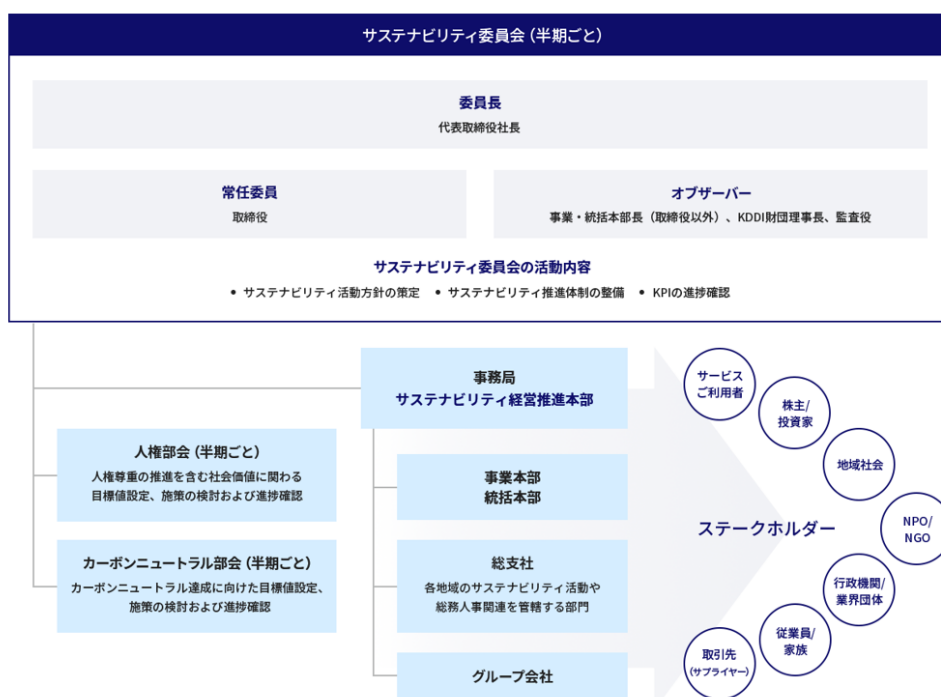 サステナビリティ委員会（半期ごと）
委員長
代表取締役社長
常任委員
取締役
オブザーバー
事業・統括本部長（取締役以外）、KDDI財団理事長、監査役
サステナビリティ委員会の活動内容
• サステナビリティ活動方針の策定 • サステナビリティ推進体制の整備 • KPIの進捗確認
事務局
サステナビリティ経営推進本部
人権部会（半期ごと）
人権尊重の推進を含む社会価値に関わる
目標値設定、施策の検討および進捗確認
カーボンニュートラル部会（半期ごと）
カーボンニュートラル達成に向けた目標値設定、
施策の検討および進捗確認
事業本部
統括本部
総支社
各地域のサステナビリティ活動や
総務人事関連を管轄する部門
グループ会社
ステークホルダー
サービス
ご利用者
株主/
投資家
地域社会
NPO/
NGO
行政機関/
業界団体
従業員/
家族
取引先
(サプライヤー)